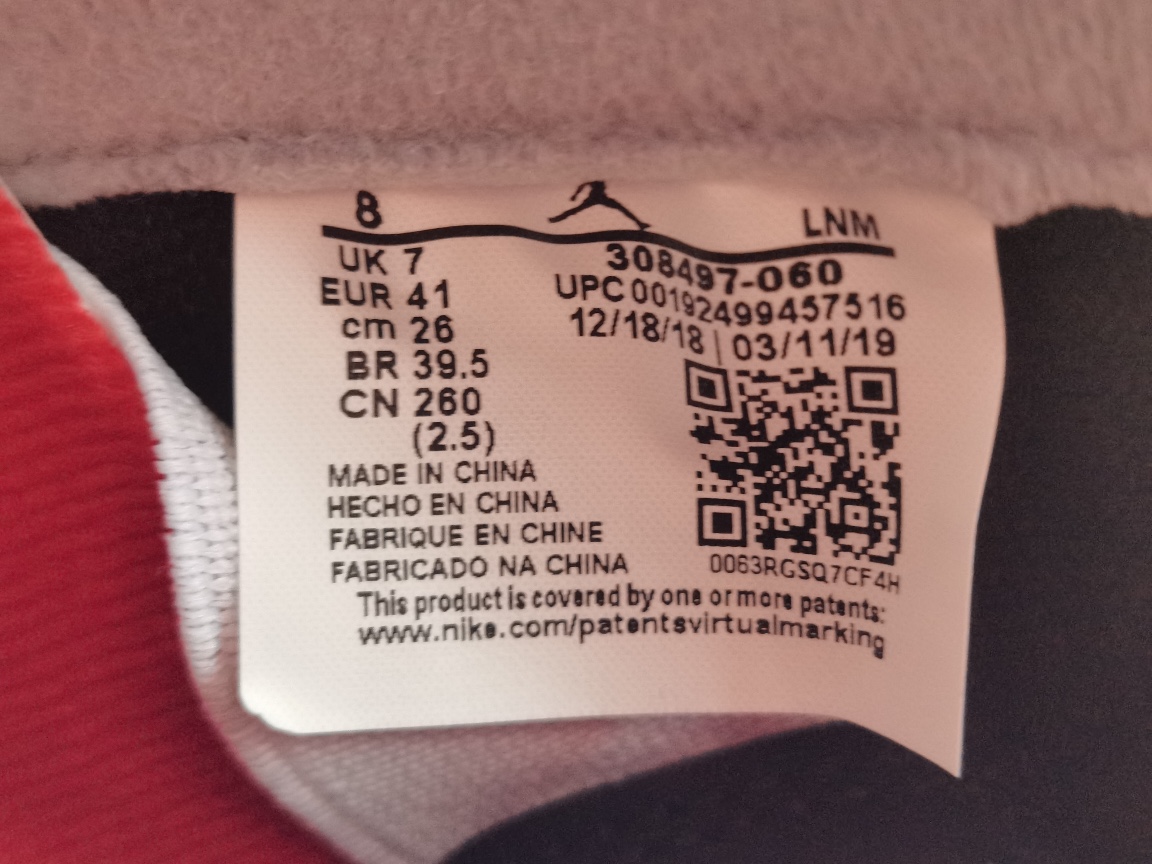 8 LNM
UK 7 308497-060
EUR 41 UPC 00192499457516
cm 26 12/18/18 | 03/11/19
BR 39.5
CN 260
(2.5)
MADE IN CHINA
HECHO EN CHINA
FABRIQUE EN CHINE
FABRICADO NA CHINA
0063RGSQ7CF4H
This product is covered by one or more patents:
www.nike.com/patentsvirtualmarking